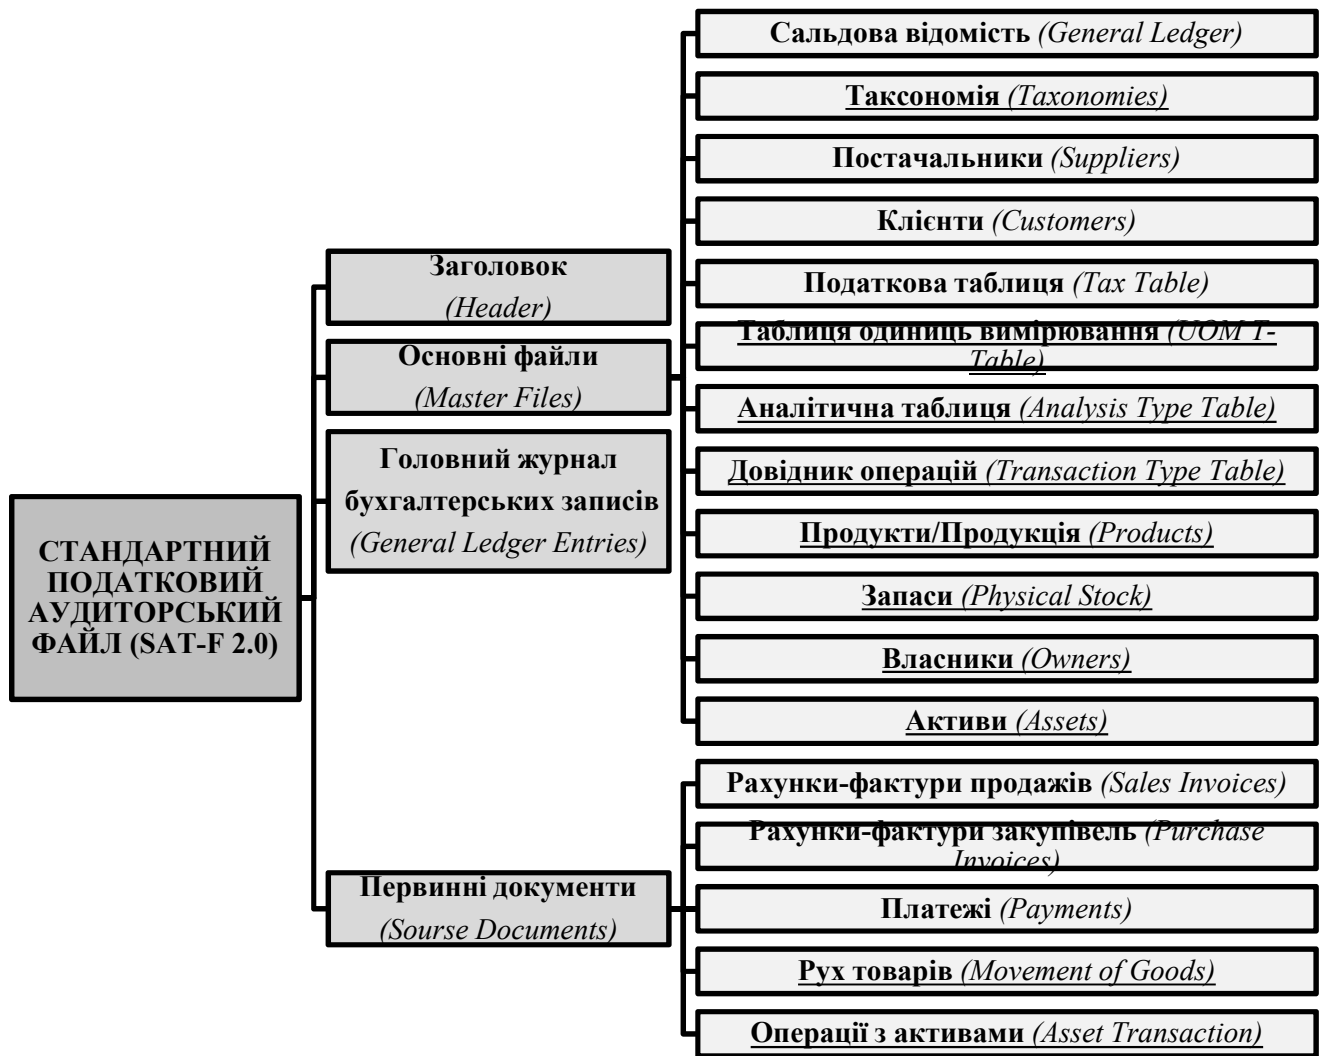 СТАНДАРТНИЙ
ПОДАТКОВИЙ
АУДИТОРСЬКИЙ
ФАЙЛ (SAT-F 2.0)
Заголовок
(Header)
Основні файли
(Master Files)
Головний журнал
бухгалтерських записів
(General Ledger Entries)
Первинні документи
(Sourse Documents)
Сальдова відомість (General Ledger)
Таксономія (Taxonomies)
Постачальники (Suppliers)
Клієнти (Customers)
Податкова таблиця (Tax Table)
Таблиця одиниць вимірювання (UOM T-
Table)
Аналітична таблиця (Analysis Type Table)
Довідник операцій (Transaction Type Table)
Продукти/Продукція (Products)
Запаси (Physical Stock)
Власники (Owners)
Активи (Assets)
Рахунки-фактури продажів (Sales Invoices)
Рахунки-фактури закупівель (Purchase
Invoices)
Платежі (Payments)
Рух товарів (Movement of Goods)
Операції з активами (Asset Transaction)